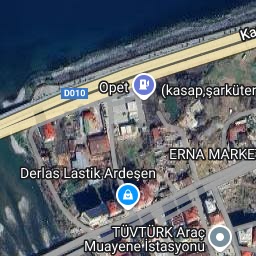 Ka
D010
Opet
(kasap,şarküter
ERNA MARKE
Derlas Lastik Ardeşen
TÜVTÜRK Araç
Muayene İstasyonu